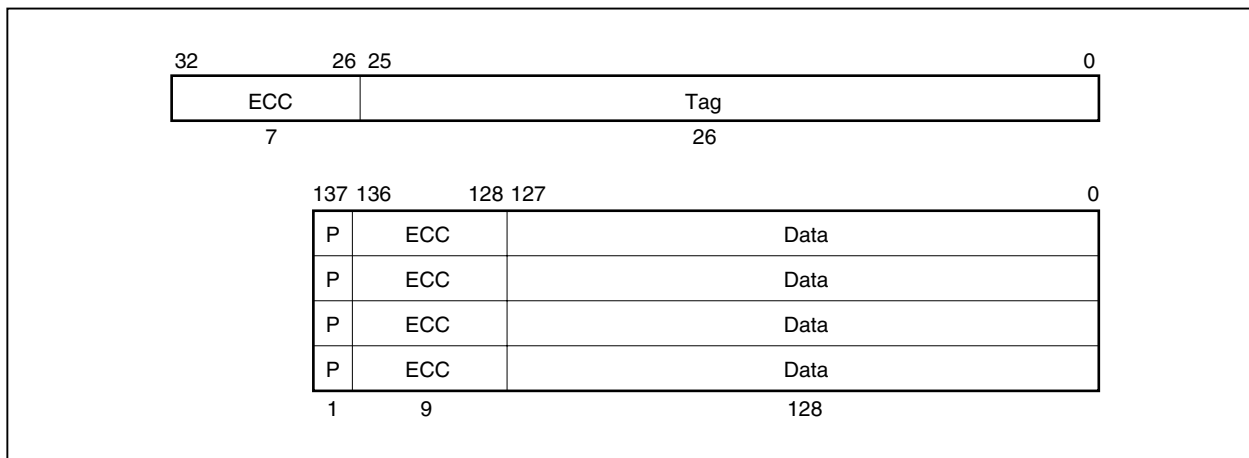 32 26 25 0
ECC Tag
7 26
137 136 128 127 0
P ECC Data
P ECC Data
P ECC Data
P ECC Data
1 9 128